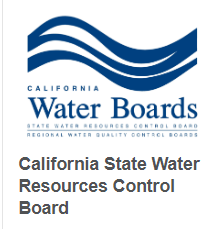 CALIFORNIA
Water Boards
STATE WATER RESOURCES CONTROL BOARD
REGIONAL WATER QUALITY CONTROL BOARDS
California State Water
Resources Control
Board